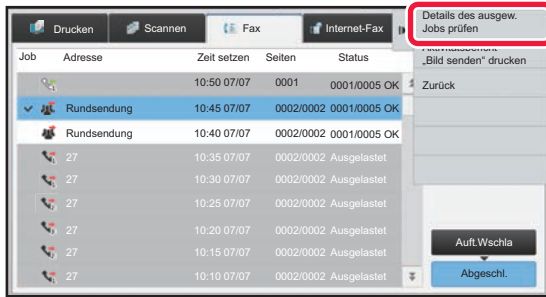 Drucken
Scannen
Fax
Internet-Fax
Details des ausgew.
Jobs prüfen
„Bild senden“ drucken
Zurück
Job Adresse Zeit setzen Seiten Status
10:50 07/07 0001 0001/0005 OK
Rundsendung 10:45 07/07 0002/0002 0001/0005 OK
Rundsendung 10:40 07/07 0002/0002 0001/0005 OK
27 10:35 07/07 0002/0002 Ausgelastet
27 10:30 07/07 0002/0002 Ausgelastet
27 10:25 07/07 0002/0002 Ausgelastet
27 10:20 07/07 0002/0002 Ausgelastet
27 10:15 07/07 0002/0002 Ausgelastet
27 10:10 07/07 0002/0002 Ausgelastet
Auft.Wschla
Abgeschl.